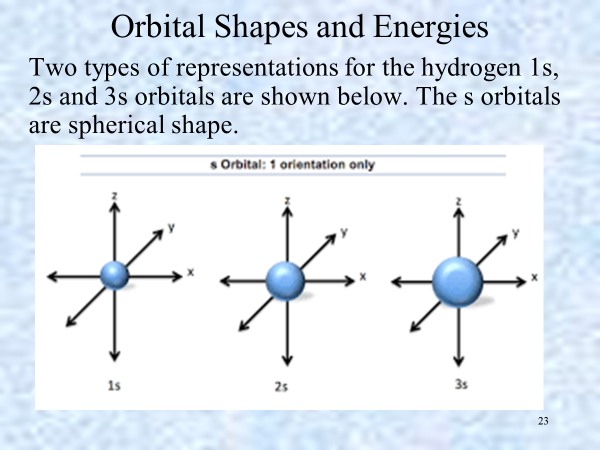 Orbital Shapes and Energies
Two types of representations for the hydrogen 1s,
2s and 3s orbitals are shown below. The s orbitals
are spherical shape.
s Orbital: 1 orientation only
z z z
y y y
x x x
1s 2s 3s
23